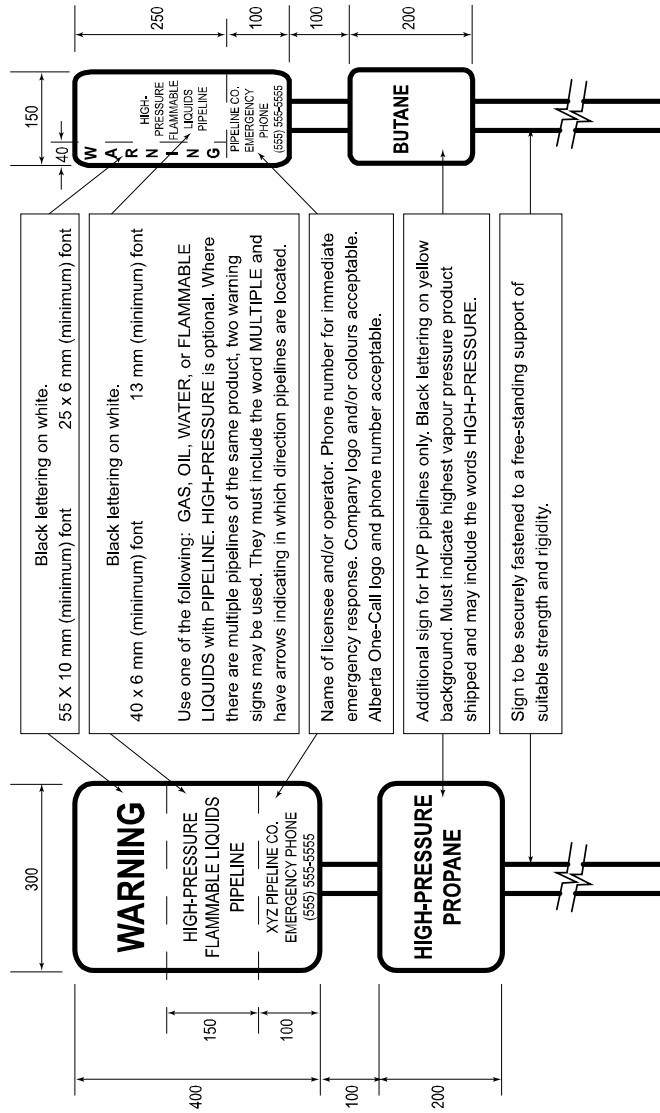 300
400
150
100
100
200
WARNING
HIGH-PRESSURE
FLAMMABLE LIQUIDS
PIPELINE
XYZ PIPELINE CO.
EMERGENCY PHONE
(555) 555-5555
HIGH-PRESSURE
PROPANE
Black lettering on white.
55 X 10 mm (minimum) font 25 x 6 mm (minimum) font
Black lettering on white.
40 x 6 mm (minimum) font 13 mm (minimum) font
Use one of the following: GAS, OIL, WATER, or FLAMMABLE
LIQUIDS with PIPELINE. HIGH-PRESSURE is optional. Where
there are multiple pipelines of the same product, two warning
signs may be used. They must include the word MULTIPLE and
have arrows indicating in which direction pipelines are located.
Name of licensee and/or operator. Phone number for immediate
emergency response. Company logo and/or colours acceptable.
Alberta One-Call logo and phone number acceptable.
Additional sign for HVP pipelines only. Black lettering on yellow
background. Must indicate highest vapour pressure product
shipped and may include the words HIGH-PRESSURE.
Sign to be securely fastened to a free-standing support of
suitable strength and rigidity.
40
150
250
100
100
200
WARNING
HIGH-
PRESSURE
FLAMMABLE
LIQUIDS
PIPELINE
PIPELINE CO.
EMERGENCY
PHONE
(555) 555-5555
BUTANE